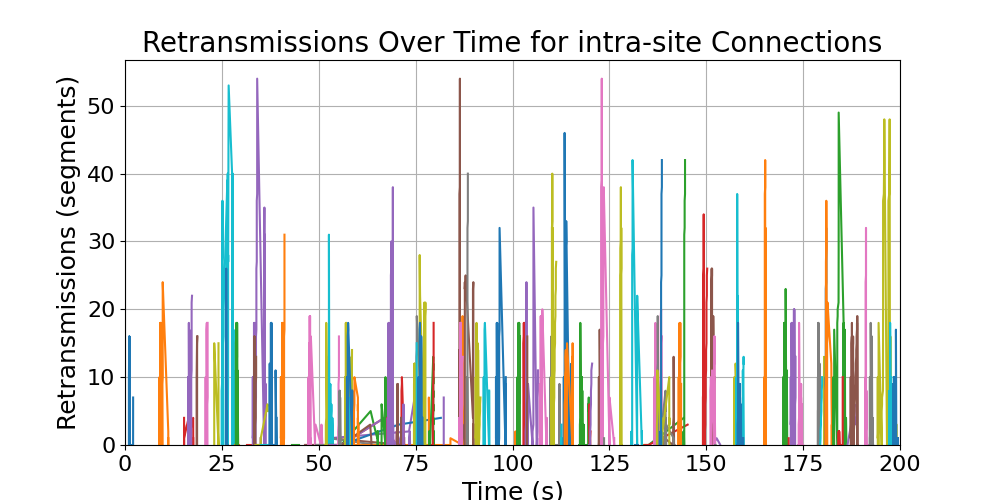 Retransmissions Over Time for intra-site Connections
Retransmissions (segments)
50
40
30
20
10
0
0 25 50 75 100 125 150 175 200
Time (s)